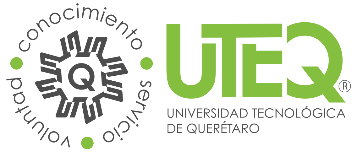 conocimiento · servicio · voluntad ·
Q
UTEQ®
UNIVERSIDAD TECNOLÓGICA
DE QUERÉTARO